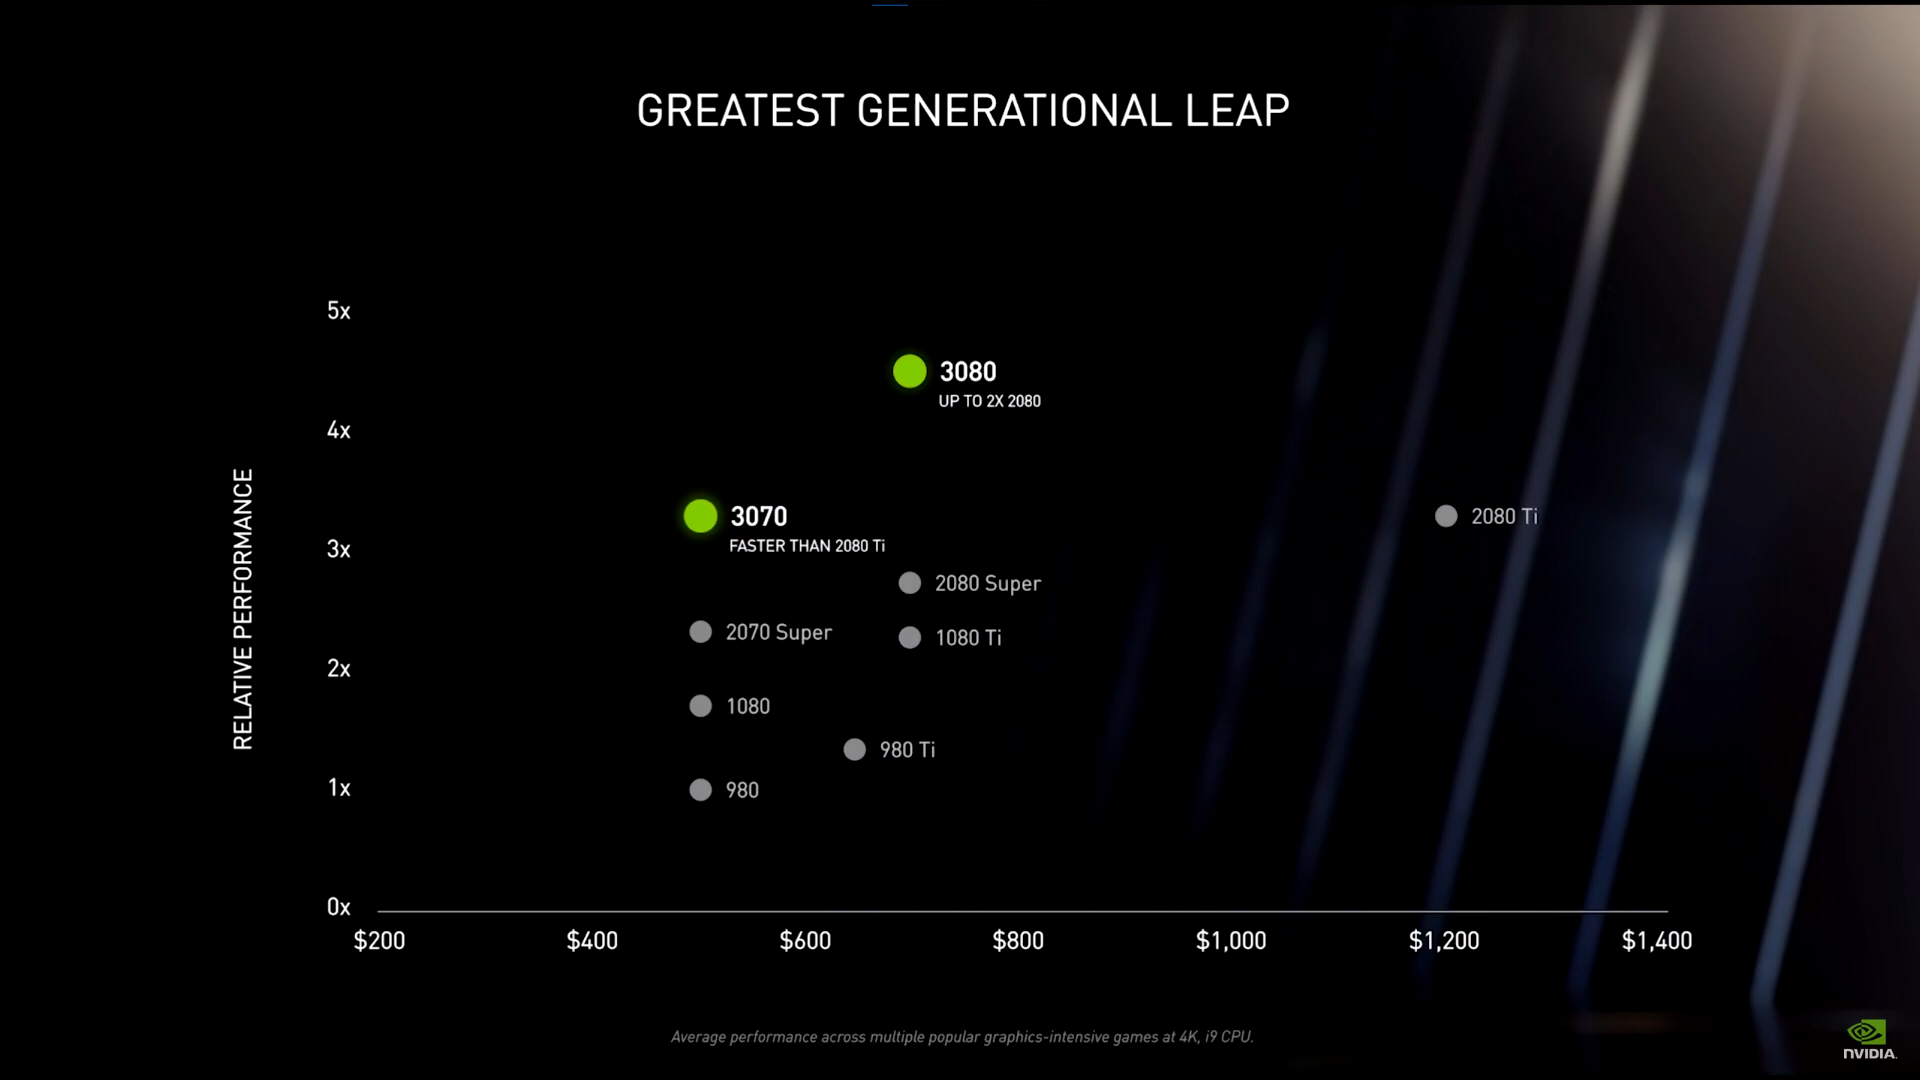 GREATEST GENERATIONAL LEAP
5x
3080
UP TO 2X 2080
4x
3070
2080 Ti
FASTER THAN 2080 Ti
3x
2080 Super
2070 Super
1080 Ti
2x
1080
980 Ti
1x
980
0x
RELATIVE PERFORMANCE
$200 $400 $600 $800 $1,000 $1,200 $1,400
Average performance across multiple popular graphics-intensive games at 4K, i9 CPU.
NVIDIA.